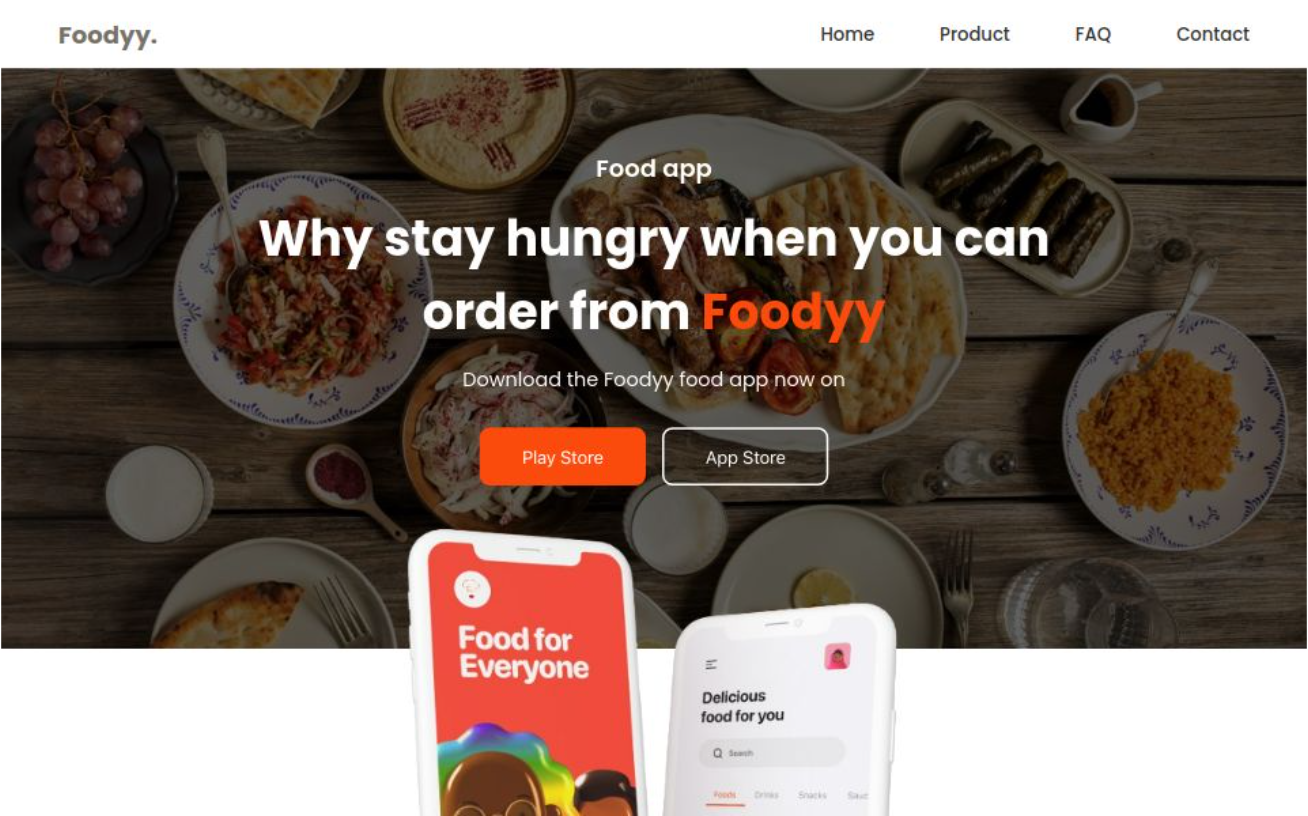 Foodyy.
Home Product FAQ Contact
Food app
Why stay hungry when you can
order from Foodyy
Download the Foodyy food app now on
Play Store App Store
Food for
Everyone
Delicious
food for you
Search
Foods Drinks Snacks Sauc